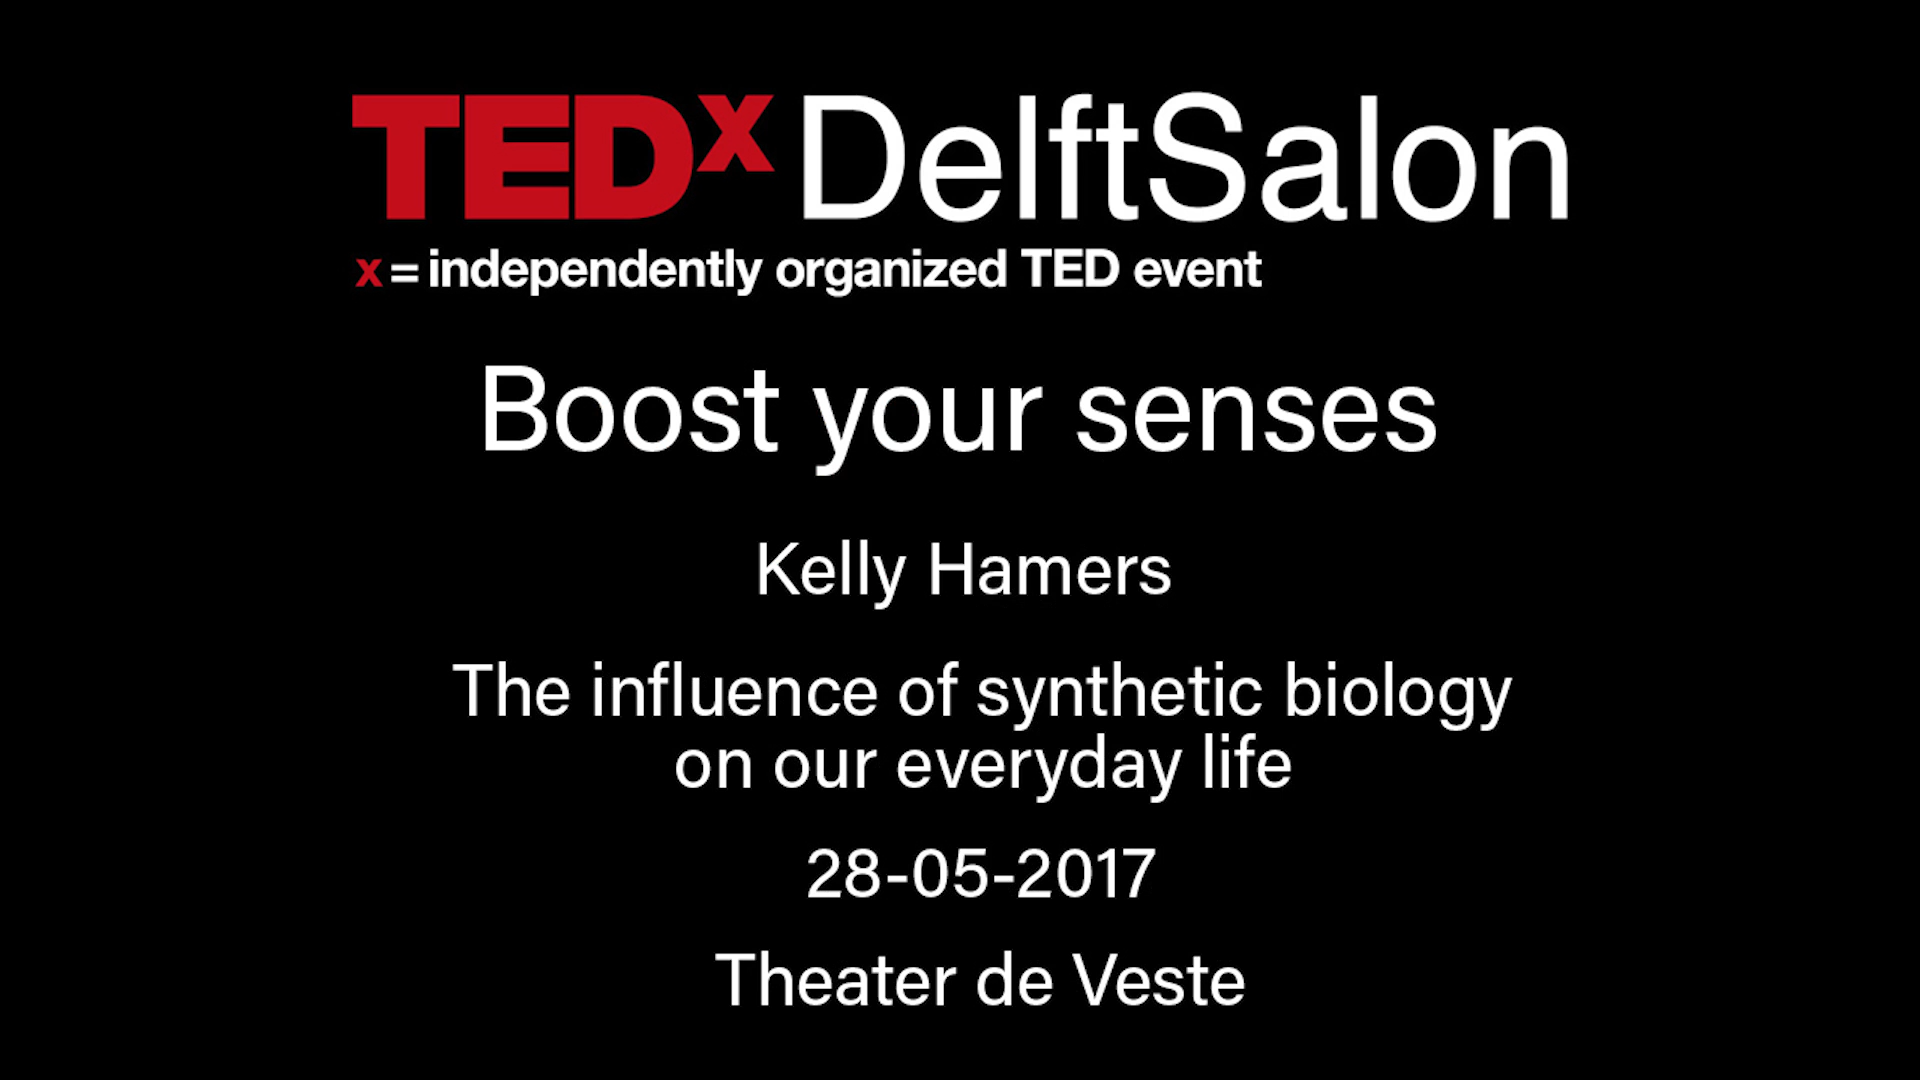 TEDx DelftSalon
x = independently organized TED event
Boost your senses
Kelly Hamers
The influence of synthetic biology
on our everyday life
28-05-2017
Theater de Veste